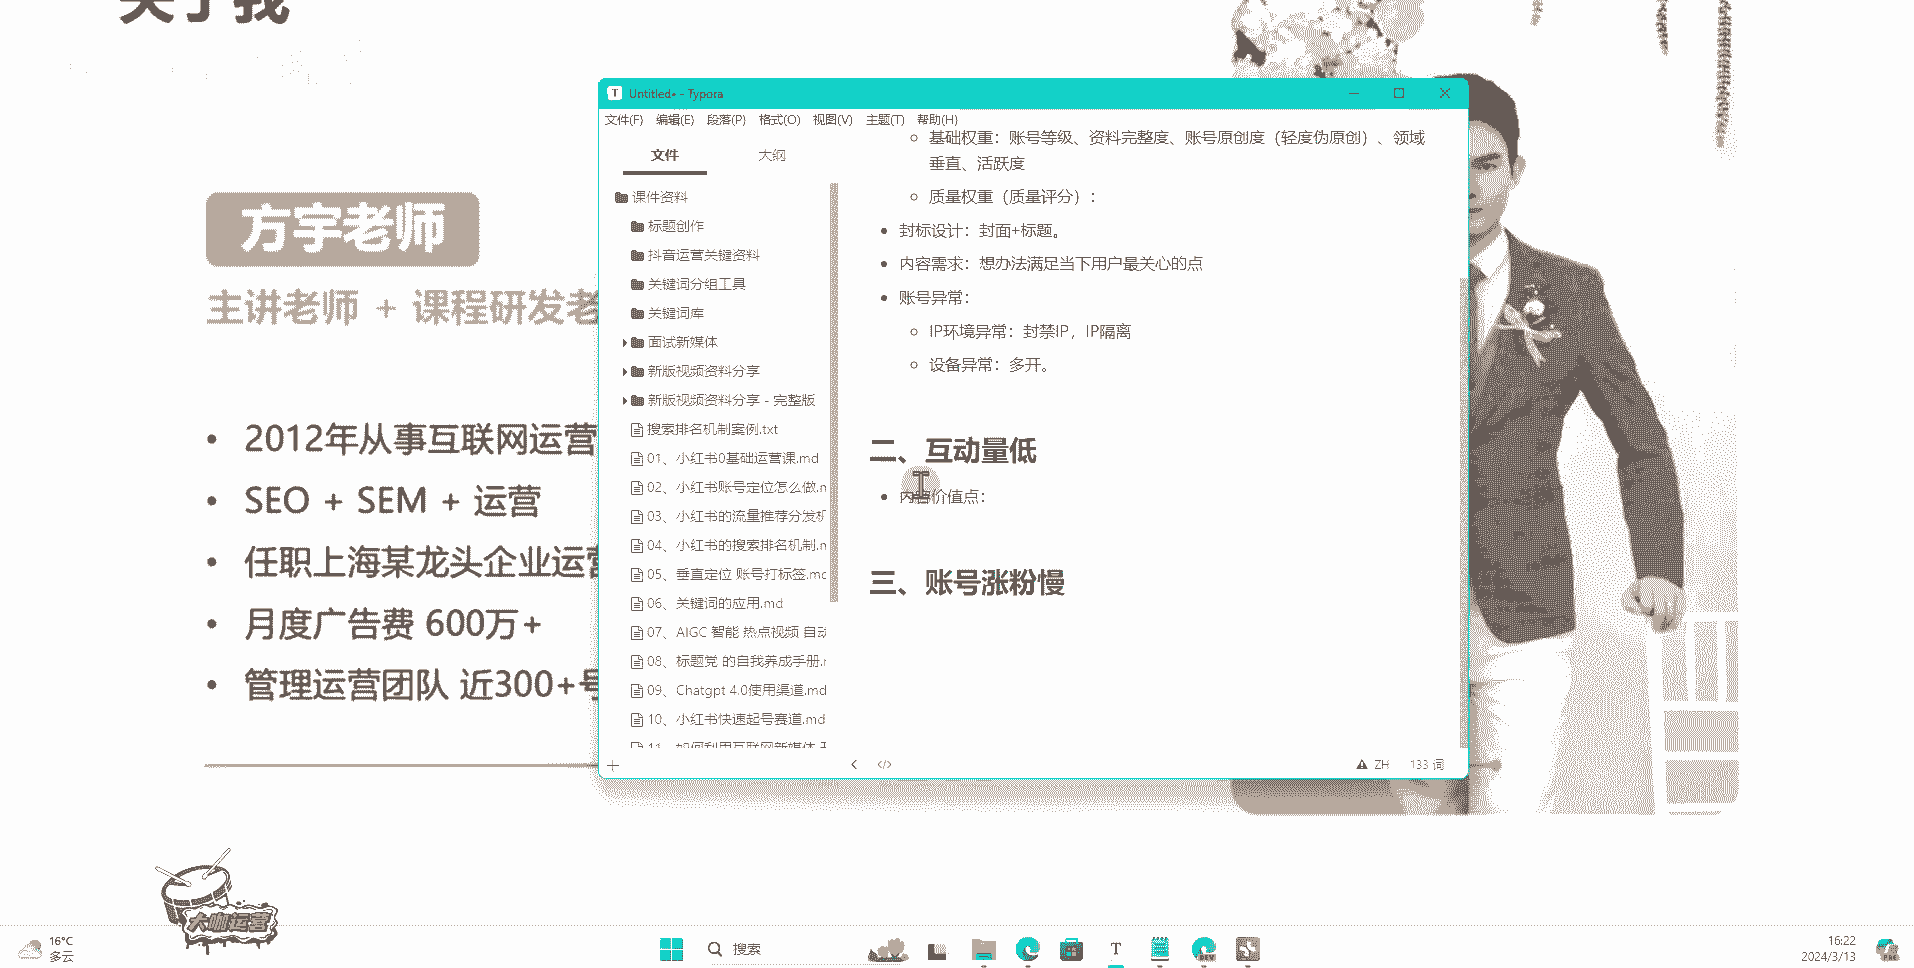 关于我
方宇老师
主讲老师 + 课程研发老
2012年从事互联网运营
SEO + SEM + 运营
任职上海某龙头企业运营
月度广告费 600万+
管理运营团队 近300+号
大咖运营
Untitled• - Typora
文件(F) 编辑(E) 段落(P) 格式(O) 视图(V) 主题(T) 帮助(H)
文件 大纲
课件资料
标题创作
抖音运营关键资料
关键词分组工具
关键词库
面试新媒体
新版视频资料分享
新版视频资料分享 - 完整版
搜索排名机制案例.txt
01、小红书0基础运营课.md
02、小红书账号定位怎么做.n
03、小红书的流量推荐分发机
04、小红书的搜索排名机制.n
05、垂直定位 账号打标签.mc
06、关键词的应用.md
07、AIGC 智能 热点视频 自动
08、标题党 的自我养成手册.r
09、Chatgpt 4.0使用渠道.md
10、小红书快速起号赛道.md
11、如何利用互联网新媒体
基础权重：账号等级、资料完整度、账号原创度（轻度伪原创）、领域
垂直、活跃度
质量权重（质量评分）：
封标设计：封面+标题。
内容需求：想办法满足当下用户最关心的点
账号异常：
IP环境异常：封禁IP，IP隔离
设备异常：多开。
二、互动量低
内容价值点：
三、账号涨粉慢
ZH 133 词
16°C
多云
搜索
T
DEV
16:22
2024/3/13
PRE